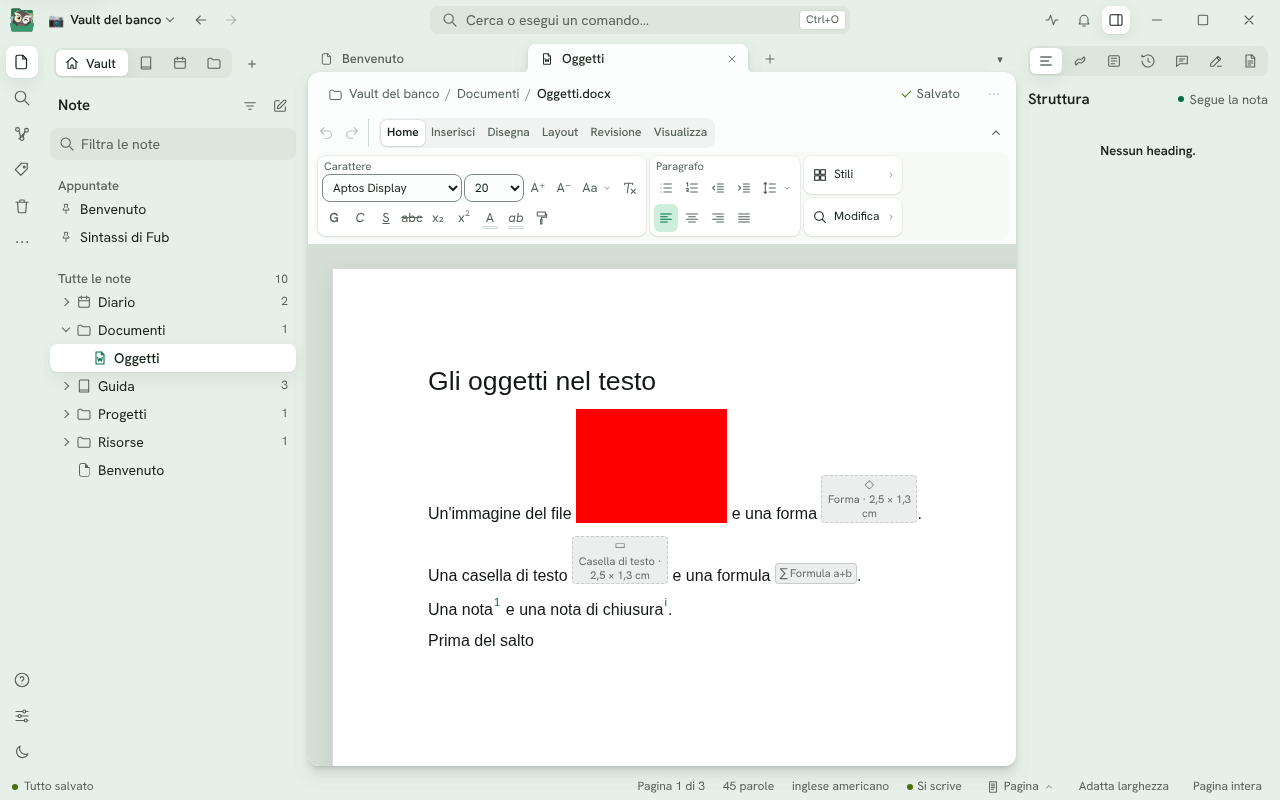 Vault del banco
Cerca o esegui un comando…
Ctrl+O
Vault
Benvenuto
Oggetti
Note
Filtra le note
Appuntate
Benvenuto
Sintassi di Fub
Tutte le note 10
Diario 2
Documenti 1
Oggetti
Guida 3
Progetti 1
Risorse 1
Benvenuto
Vault del banco / Documenti / Oggetti.docx
Salvato
Home Inserisci Disegna Layout Revisione Visualizza
Carattere
Aptos Display 20 A+ A− Aa Tx
G C S abc x₂ x² A ab
Paragrafo
Stili
Modifica
Gli oggetti nel testo
Un'immagine del file e una forma Forma · 2,5 × 1,3 cm .
Una casella di testo Casella di testo · 2,5 × 1,3 cm e una formula ∑ Formula a+b .
Una nota1 e una nota di chiusurai.
Prima del salto
Struttura
Segue la nota
Nessun heading.
Tutto salvato
Pagina 1 di 3
45 parole
inglese americano
Si scrive
Pagina
Adatta larghezza
Pagina intera